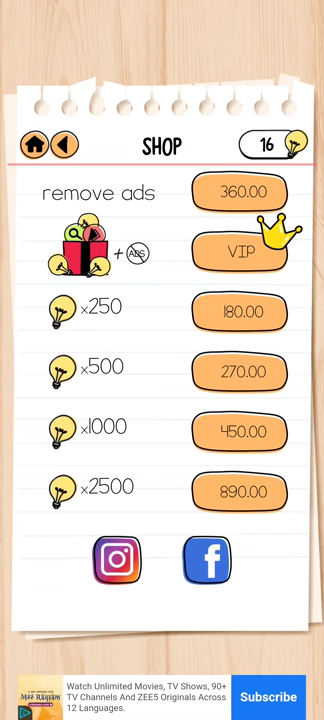 SHOP
16
remove ads
360.00
+ ADS
VIP
x250
180.00
x500
270.00
x1000
450.00
x2500
890.00
Watch Unlimited Movies, TV Shows, 90+
TV Channels And ZEE5 Originals Across
12 Languages.
Subscribe